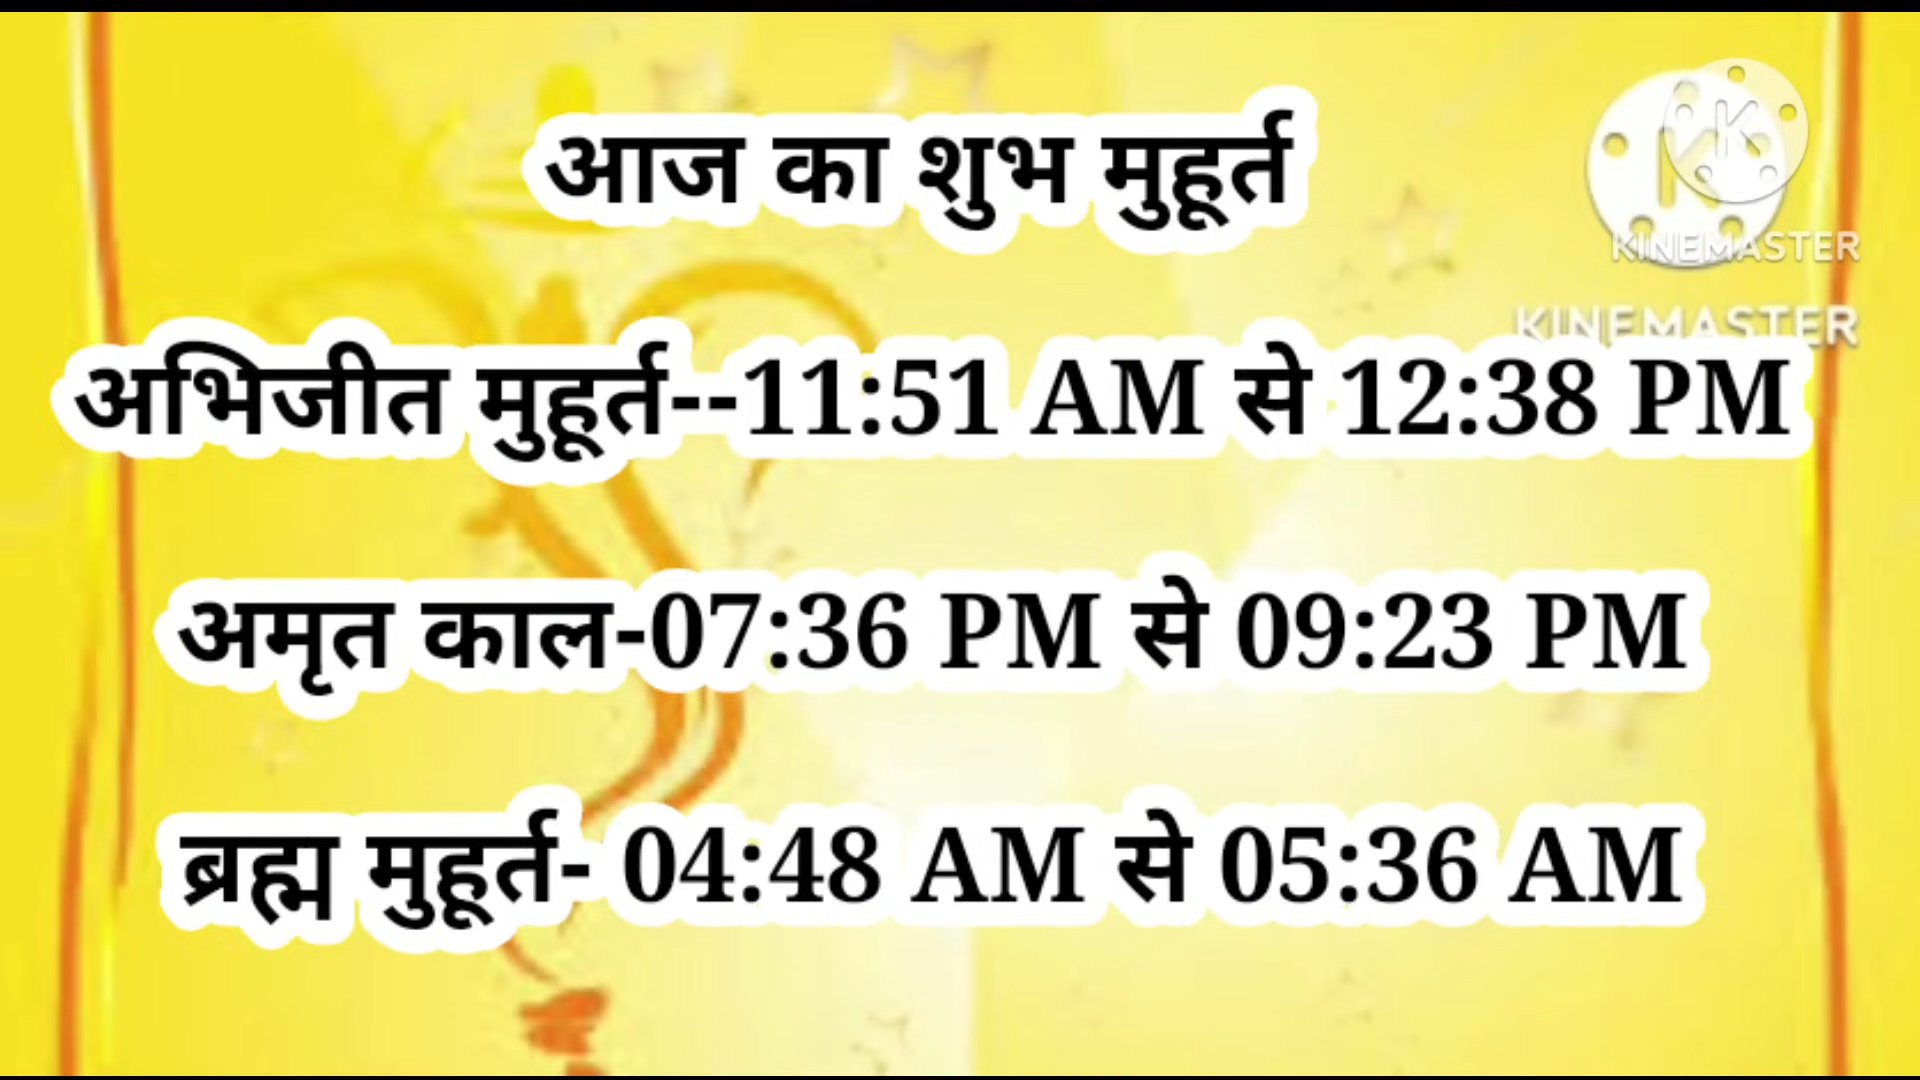 आज का शुभ मुहूर्त
K
K
KINEMASTER
KINEMASTER
अभिजीत मुहूर्त--11:51 AM से 12:38 PM
अमृत काल-07:36 PM से 09:23 PM
ब्रह्म मुहूर्त- 04:48 AM से 05:36 AM